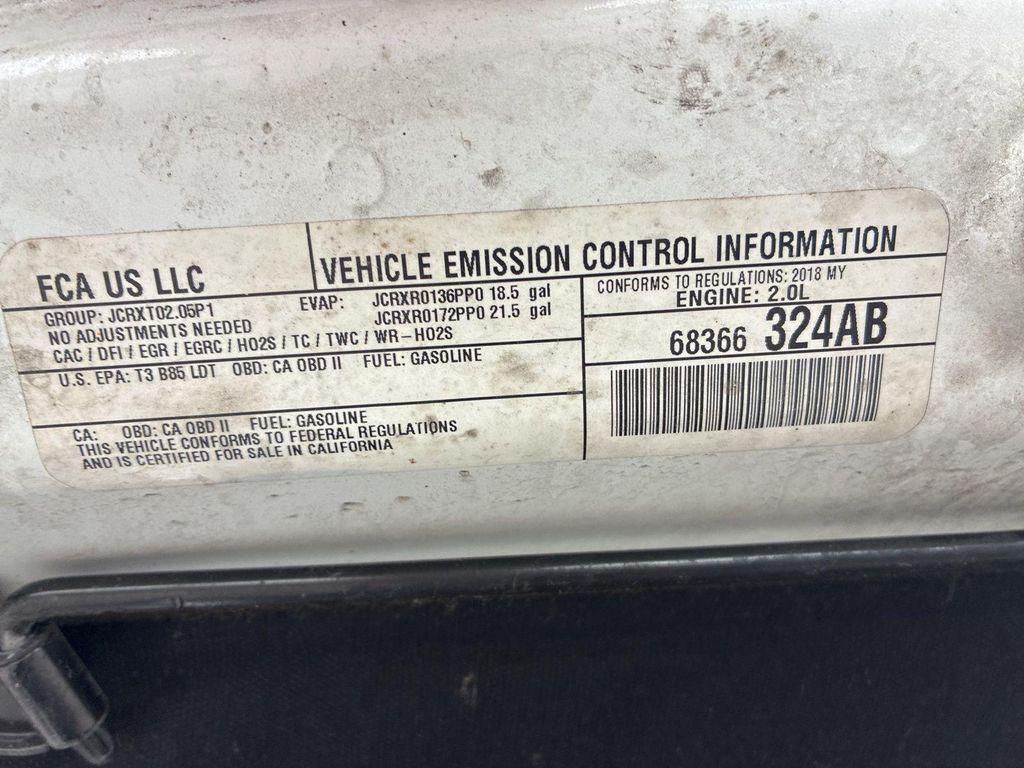 FCA US LLC
VEHICLE EMISSION CONTROL INFORMATION
GROUP: JCRXT02.05P1
EVAP: JCRXR0136PP0 18.5 gal
JCRXR0172PP0 21.5 gal
NO ADJUSTMENTS NEEDED
CAC / DFI / EGR / EGRC / HO2S / TC / TWC / WR-HO2S
U.S. EPA: T3 B85 LDT OBD: CA OBD II FUEL: GASOLINE
CA: OBD: CA OBD II FUEL: GASOLINE
THIS VEHICLE CONFORMS TO FEDERAL REGULATIONS
AND IS CERTIFIED FOR SALE IN CALIFORNIA
CONFORMS TO REGULATIONS: 2018 MY
ENGINE: 2.0L
68366 324AB